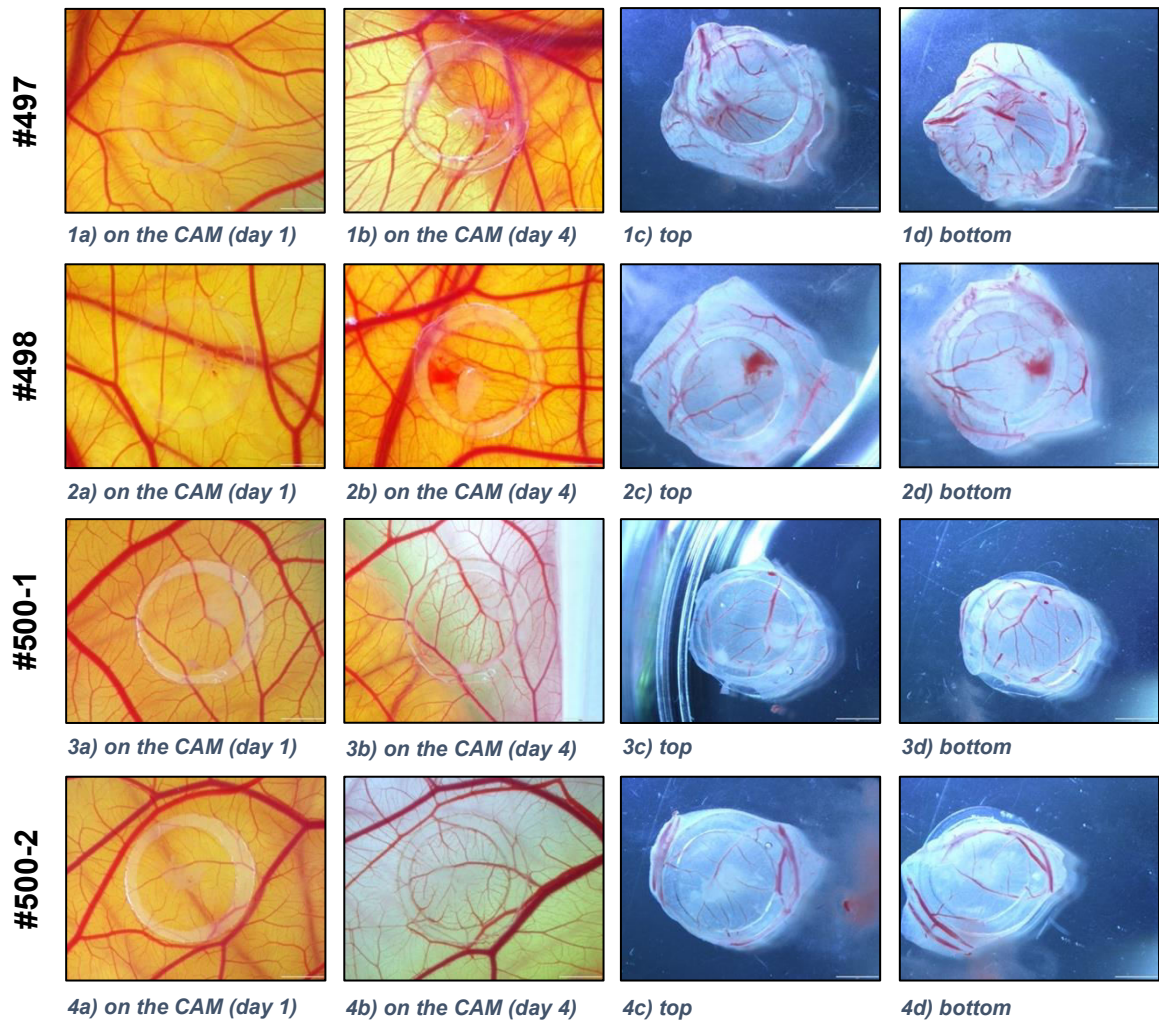 #497
1a) on the CAM (day 1)
1b) on the CAM (day 4)
1c) top
1d) bottom
#498
2a) on the CAM (day 1)
2b) on the CAM (day 4)
2c) top
2d) bottom
#500-1
3a) on the CAM (day 1)
3b) on the CAM (day 4)
3c) top
3d) bottom
#500-2
4a) on the CAM (day 1)
4b) on the CAM (day 4)
4c) top
4d) bottom